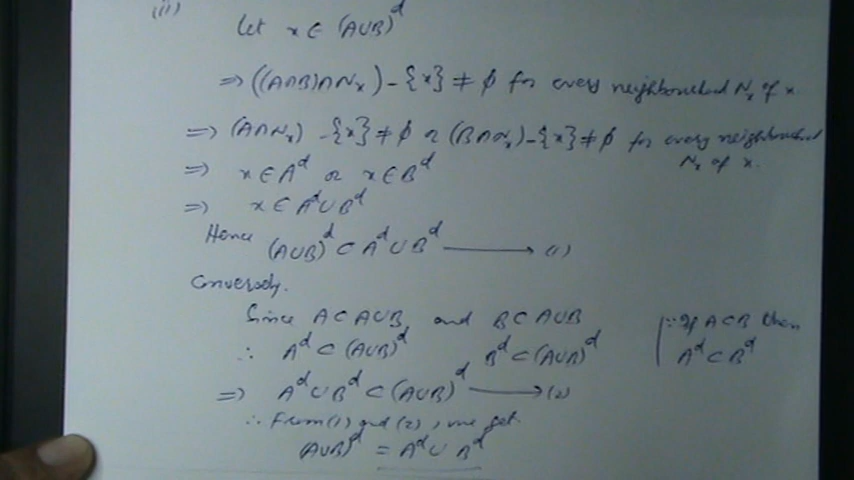 (ii)
Let x ∈ (A∪B)^d
⇒ ((A∩B)∩N_x) - {x} ≠ ϕ for every neighbourhood N_x of x.
⇒ (A∩N_x) - {x} ≠ ϕ or (B∩N_x) - {x} ≠ ϕ for every neighbourhood
N_x of x.
⇒ x ∈ A^d or x ∈ B^d
⇒ x ∈ A^d ∪ B^d
Hence (A∪B)^d ⊂ A^d ∪ B^d ⟶ (1)
Conversely.
Since A ⊂ A∪B and B ⊂ A∪B | ∵ If A ⊂ B then
∴ A^d ⊂ (A∪B)^d B^d ⊂ (A∪B)^d | A^d ⊂ B^d
⇒ A^d ∪ B^d ⊂ (A∪B)^d ⟶ (2)
∴ From (1) and (2), we get.
(A∪B)^d = A^d ∪ B^d